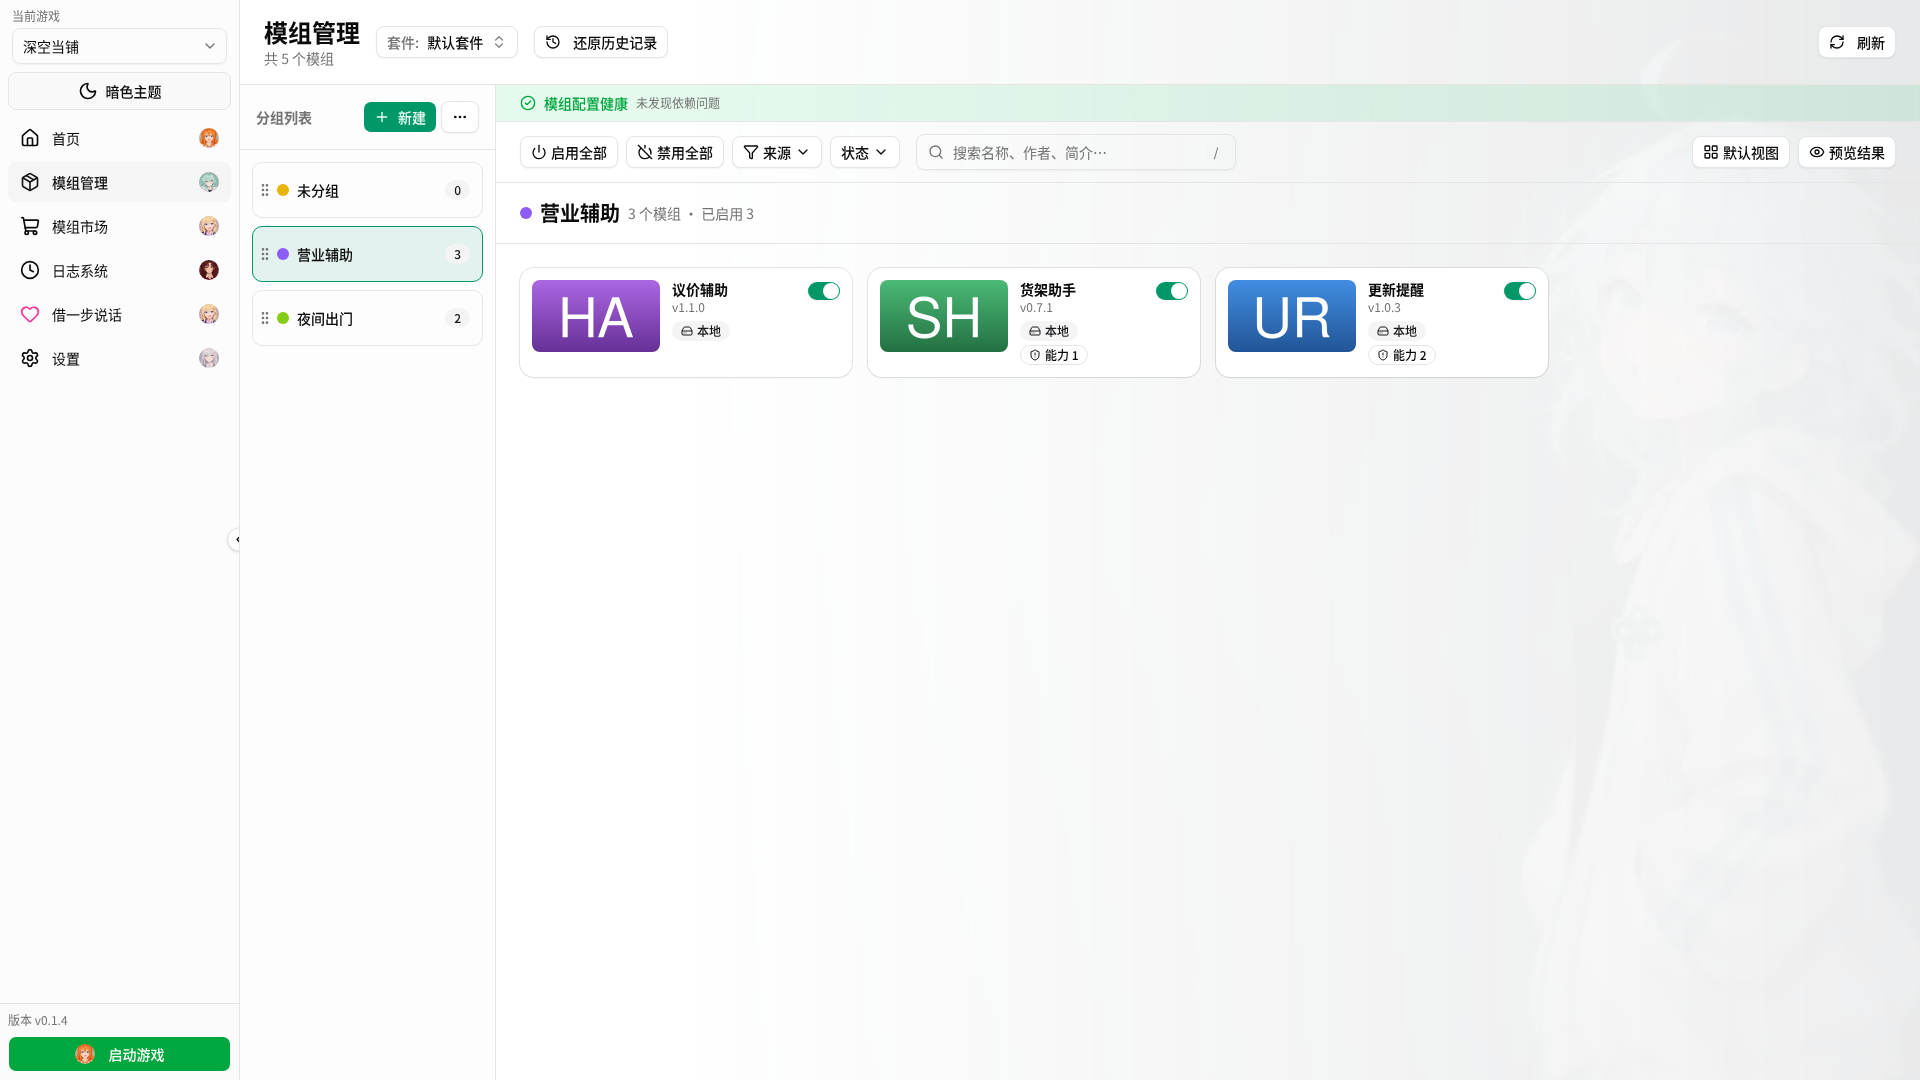 当前游戏
深空当铺
暗色主题
首页
模组管理
模组市场
日志系统
借一步说话
设置
版本 v0.1.4
启动游戏
模组管理
共 5 个模组
套件: 默认套件
还原历史记录
刷新
分组列表
新建
未分组 0
营业辅助 3
夜间出门 2
模组配置健康 未发现依赖问题
启用全部
禁用全部
来源
状态
搜索名称、作者、简介… /
默认视图
预览结果
营业辅助 3 个模组 • 已启用 3
HA
议价辅助
v1.1.0
本地
SH
货架助手
v0.7.1
本地
能力 1
UR
更新提醒
v1.0.3
本地
能力 2